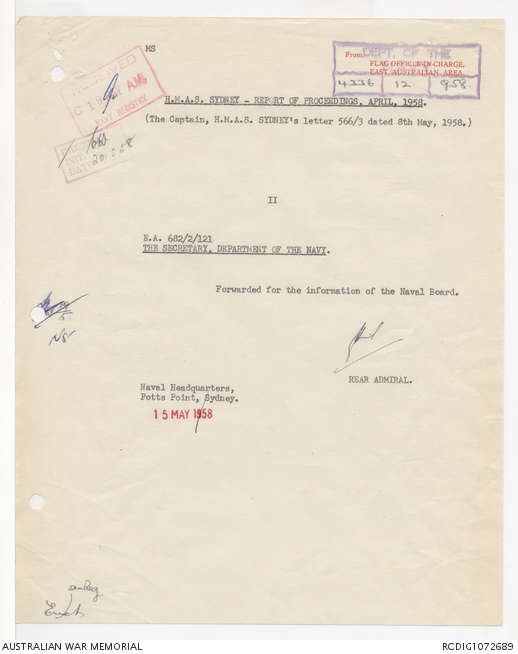 MS
RECEIVED
NAVY REGISTRY
From:
DEPT. OF THE
FLAG OFFICER-IN-CHARGE,
EAST AUSTRALIAN AREA.
4336 12 958
H.M.A.S. SYDNEY - REPORT OF PROCEEDINGS, APRIL, 1958.
(The Captain, H.M.A.S. SYDNEY's letter 566/3 dated 8th May, 1958.)
II
E.A. 682/2/121
THE SECRETARY, DEPARTMENT OF THE NAVY.
Forwarded for the information of the Naval Board.
REAR ADMIRAL.
Naval Headquarters,
Potts Point, Sydney.
15 MAY 1958
AUSTRALIAN WAR MEMORIAL
RCDIG1072689